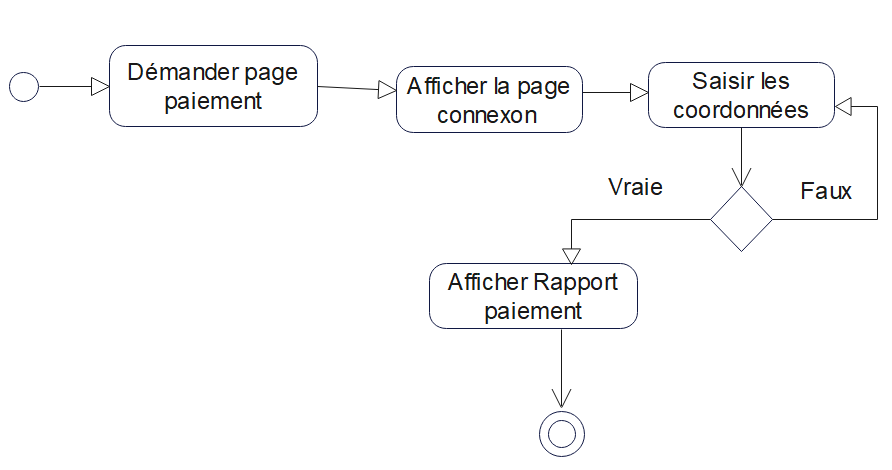 Démander page
paiement
Afficher la page
connexon
Saisir les
coordonnées
Vraie
Faux
Afficher Rapport
paiement